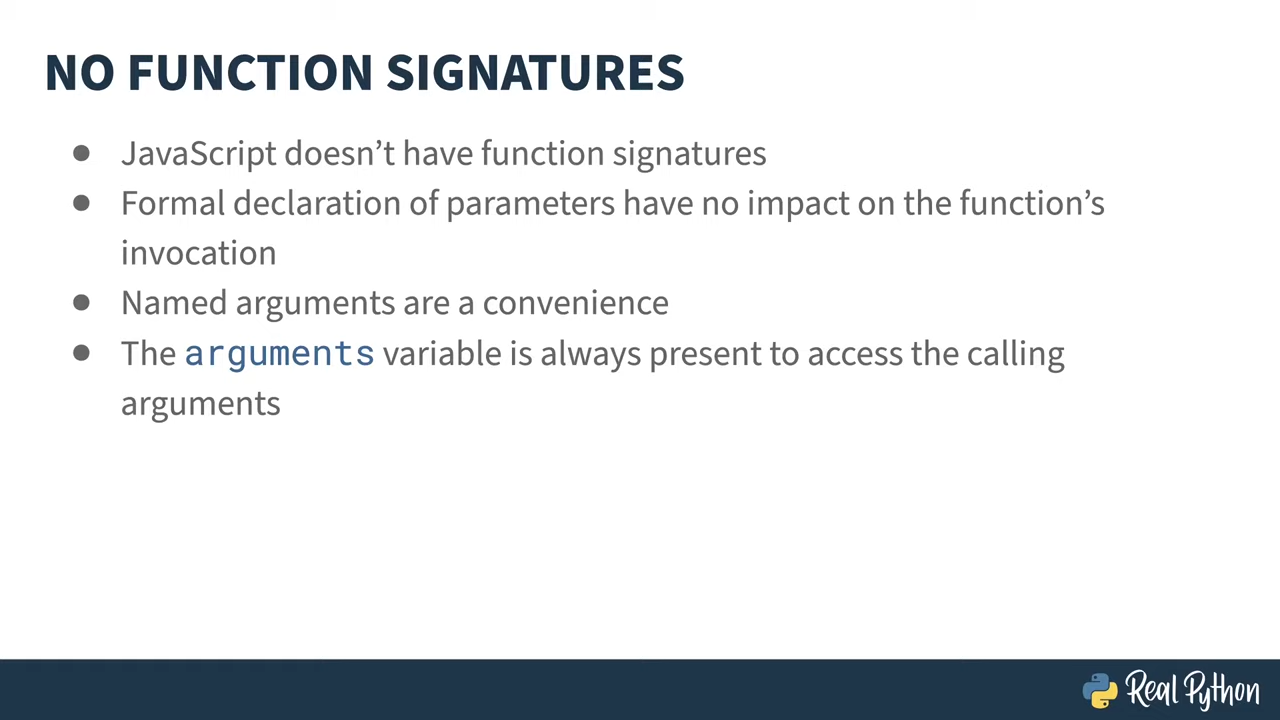 NO FUNCTION SIGNATURES
● JavaScript doesn’t have function signatures
● Formal declaration of parameters have no impact on the function’s
invocation
● Named arguments are a convenience
● The arguments variable is always present to access the calling
arguments
Real Python